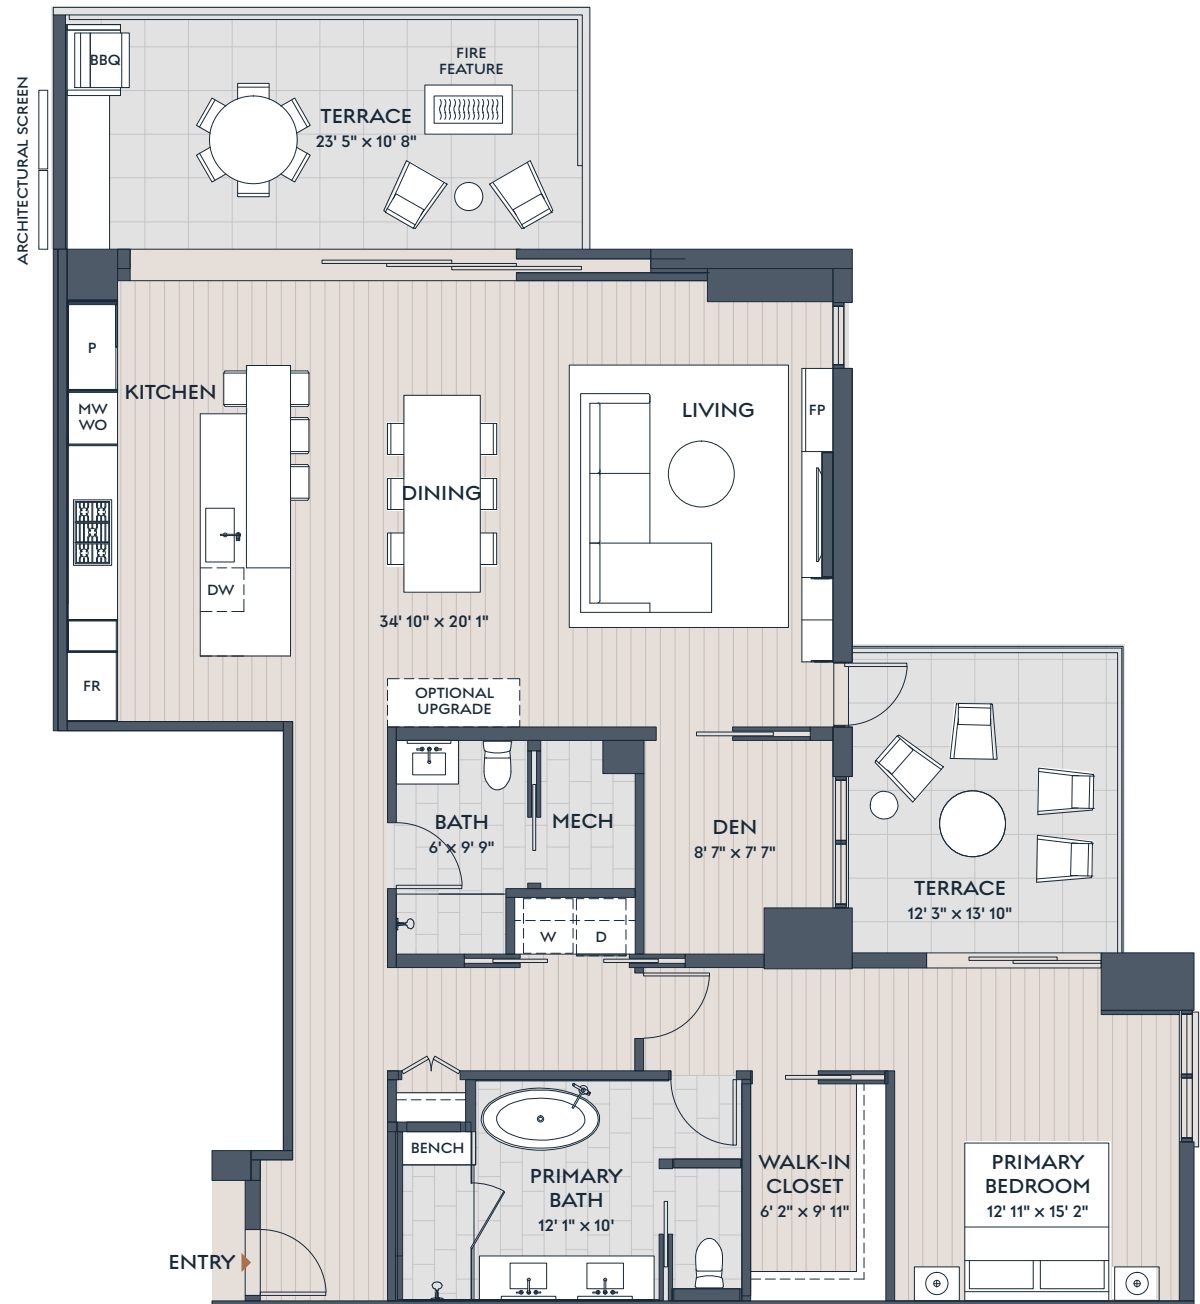 ARCHITECTURAL SCREEN
BBQ
FIRE
FEATURE
TERRACE
23' 5" x 10' 8"
P
KITCHEN
MW
WO
LIVING
FP
DINING
DW
34' 10" x 20' 1"
FR
OPTIONAL
UPGRADE
BATH
6' x 9' 9"
MECH
DEN
8' 7" x 7' 7"
TERRACE
12' 3" x 13' 10"
W
D
BENCH
PRIMARY
BATH
12' 1" x 10'
WALK-IN
CLOSET
6' 2" x 9' 11"
PRIMARY
BEDROOM
12' 11" x 15' 2"
ENTRY